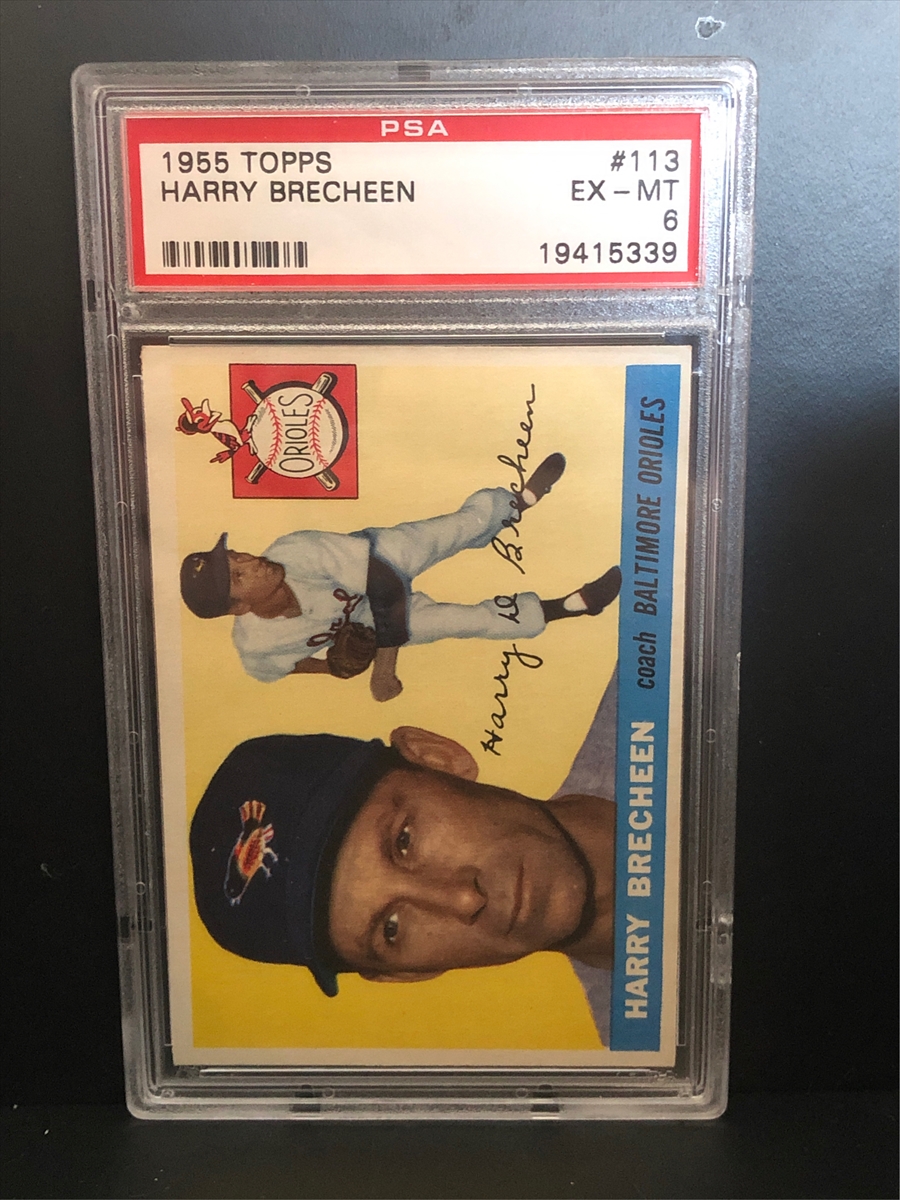 PSA
1955 TOPPS
#113
HARRY BRECHEEN
EX – MT
6
19415339
ORIOLES
Harry D Brecheen
HARRY BRECHEEN coach BALTIMORE ORIOLES